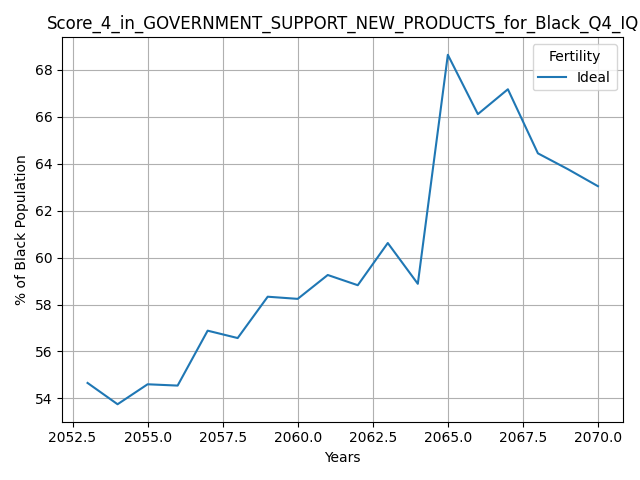 Score_4_in_GOVERNMENT_SUPPORT_NEW_PRODUCTS_for_Black_Q4_IQ
Fertility
Ideal
% of Black Population
68
66
64
62
60
58
56
54
2052.5 2055.0 2057.5 2060.0 2062.5 2065.0 2067.5 2070.0
Years